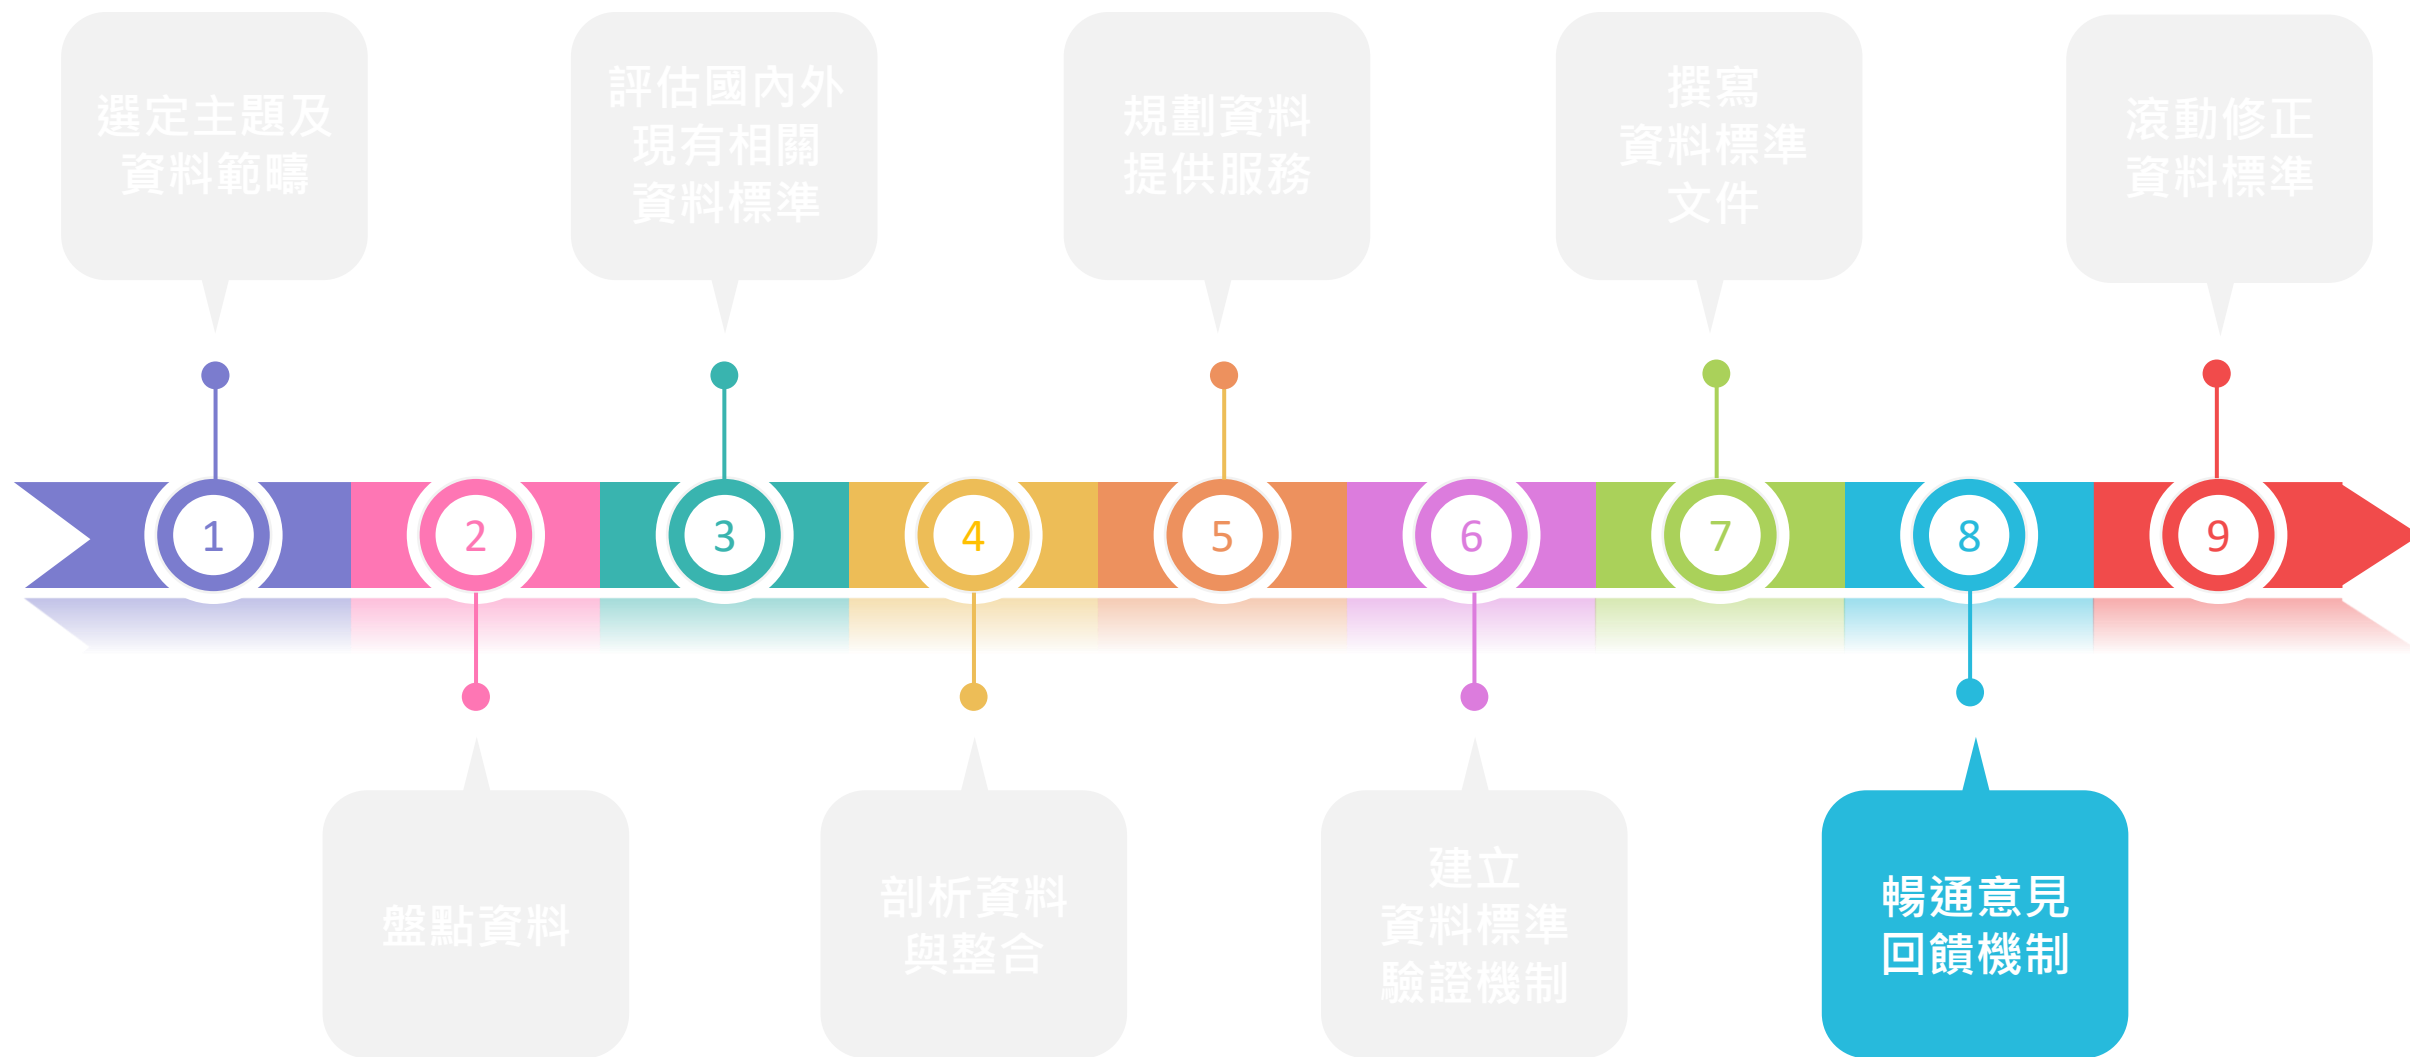 選定主題及
資料範疇
評估國內外
現有相關
資料標準
規劃資料
提供服務
撰寫
資料標準
文件
滾動修正
資料標準
1
2
3
4
5
6
7
8
9
盤點資料
剖析資料
與整合
建立
資料標準
驗證機制
暢通意見
回饋機制